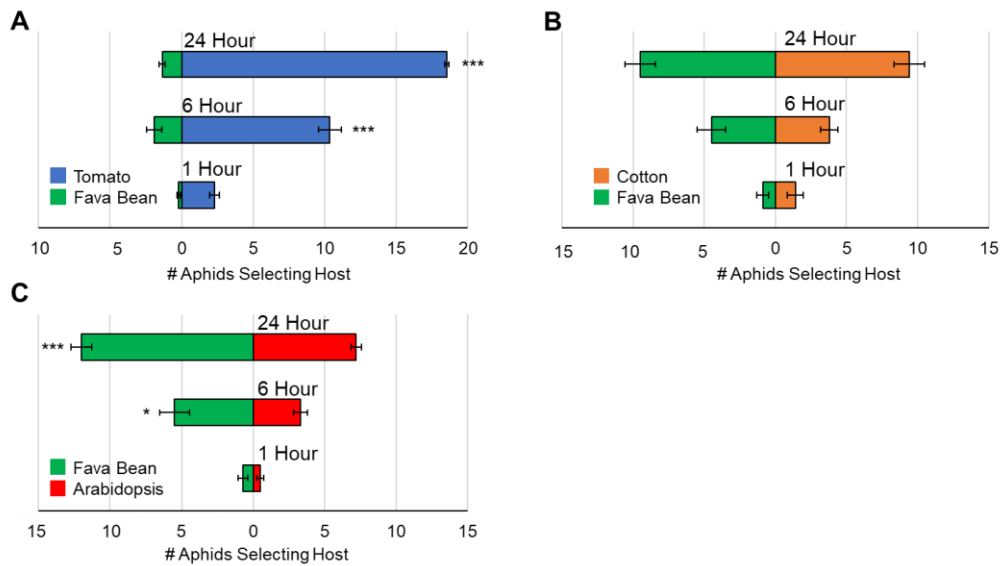 A
24 Hour
***
6 Hour
***
1 Hour
Tomato
Fava Bean
10 5 0 5 10 15 20
# Aphids Selecting Host
B
24 Hour
6 Hour
1 Hour
Cotton
Fava Bean
15 10 5 0 5 10 15
# Aphids Selecting Host
C
24 Hour
***
6 Hour
*
1 Hour
Fava Bean
Arabidopsis
15 10 5 0 5 10 15
# Aphids Selecting Host